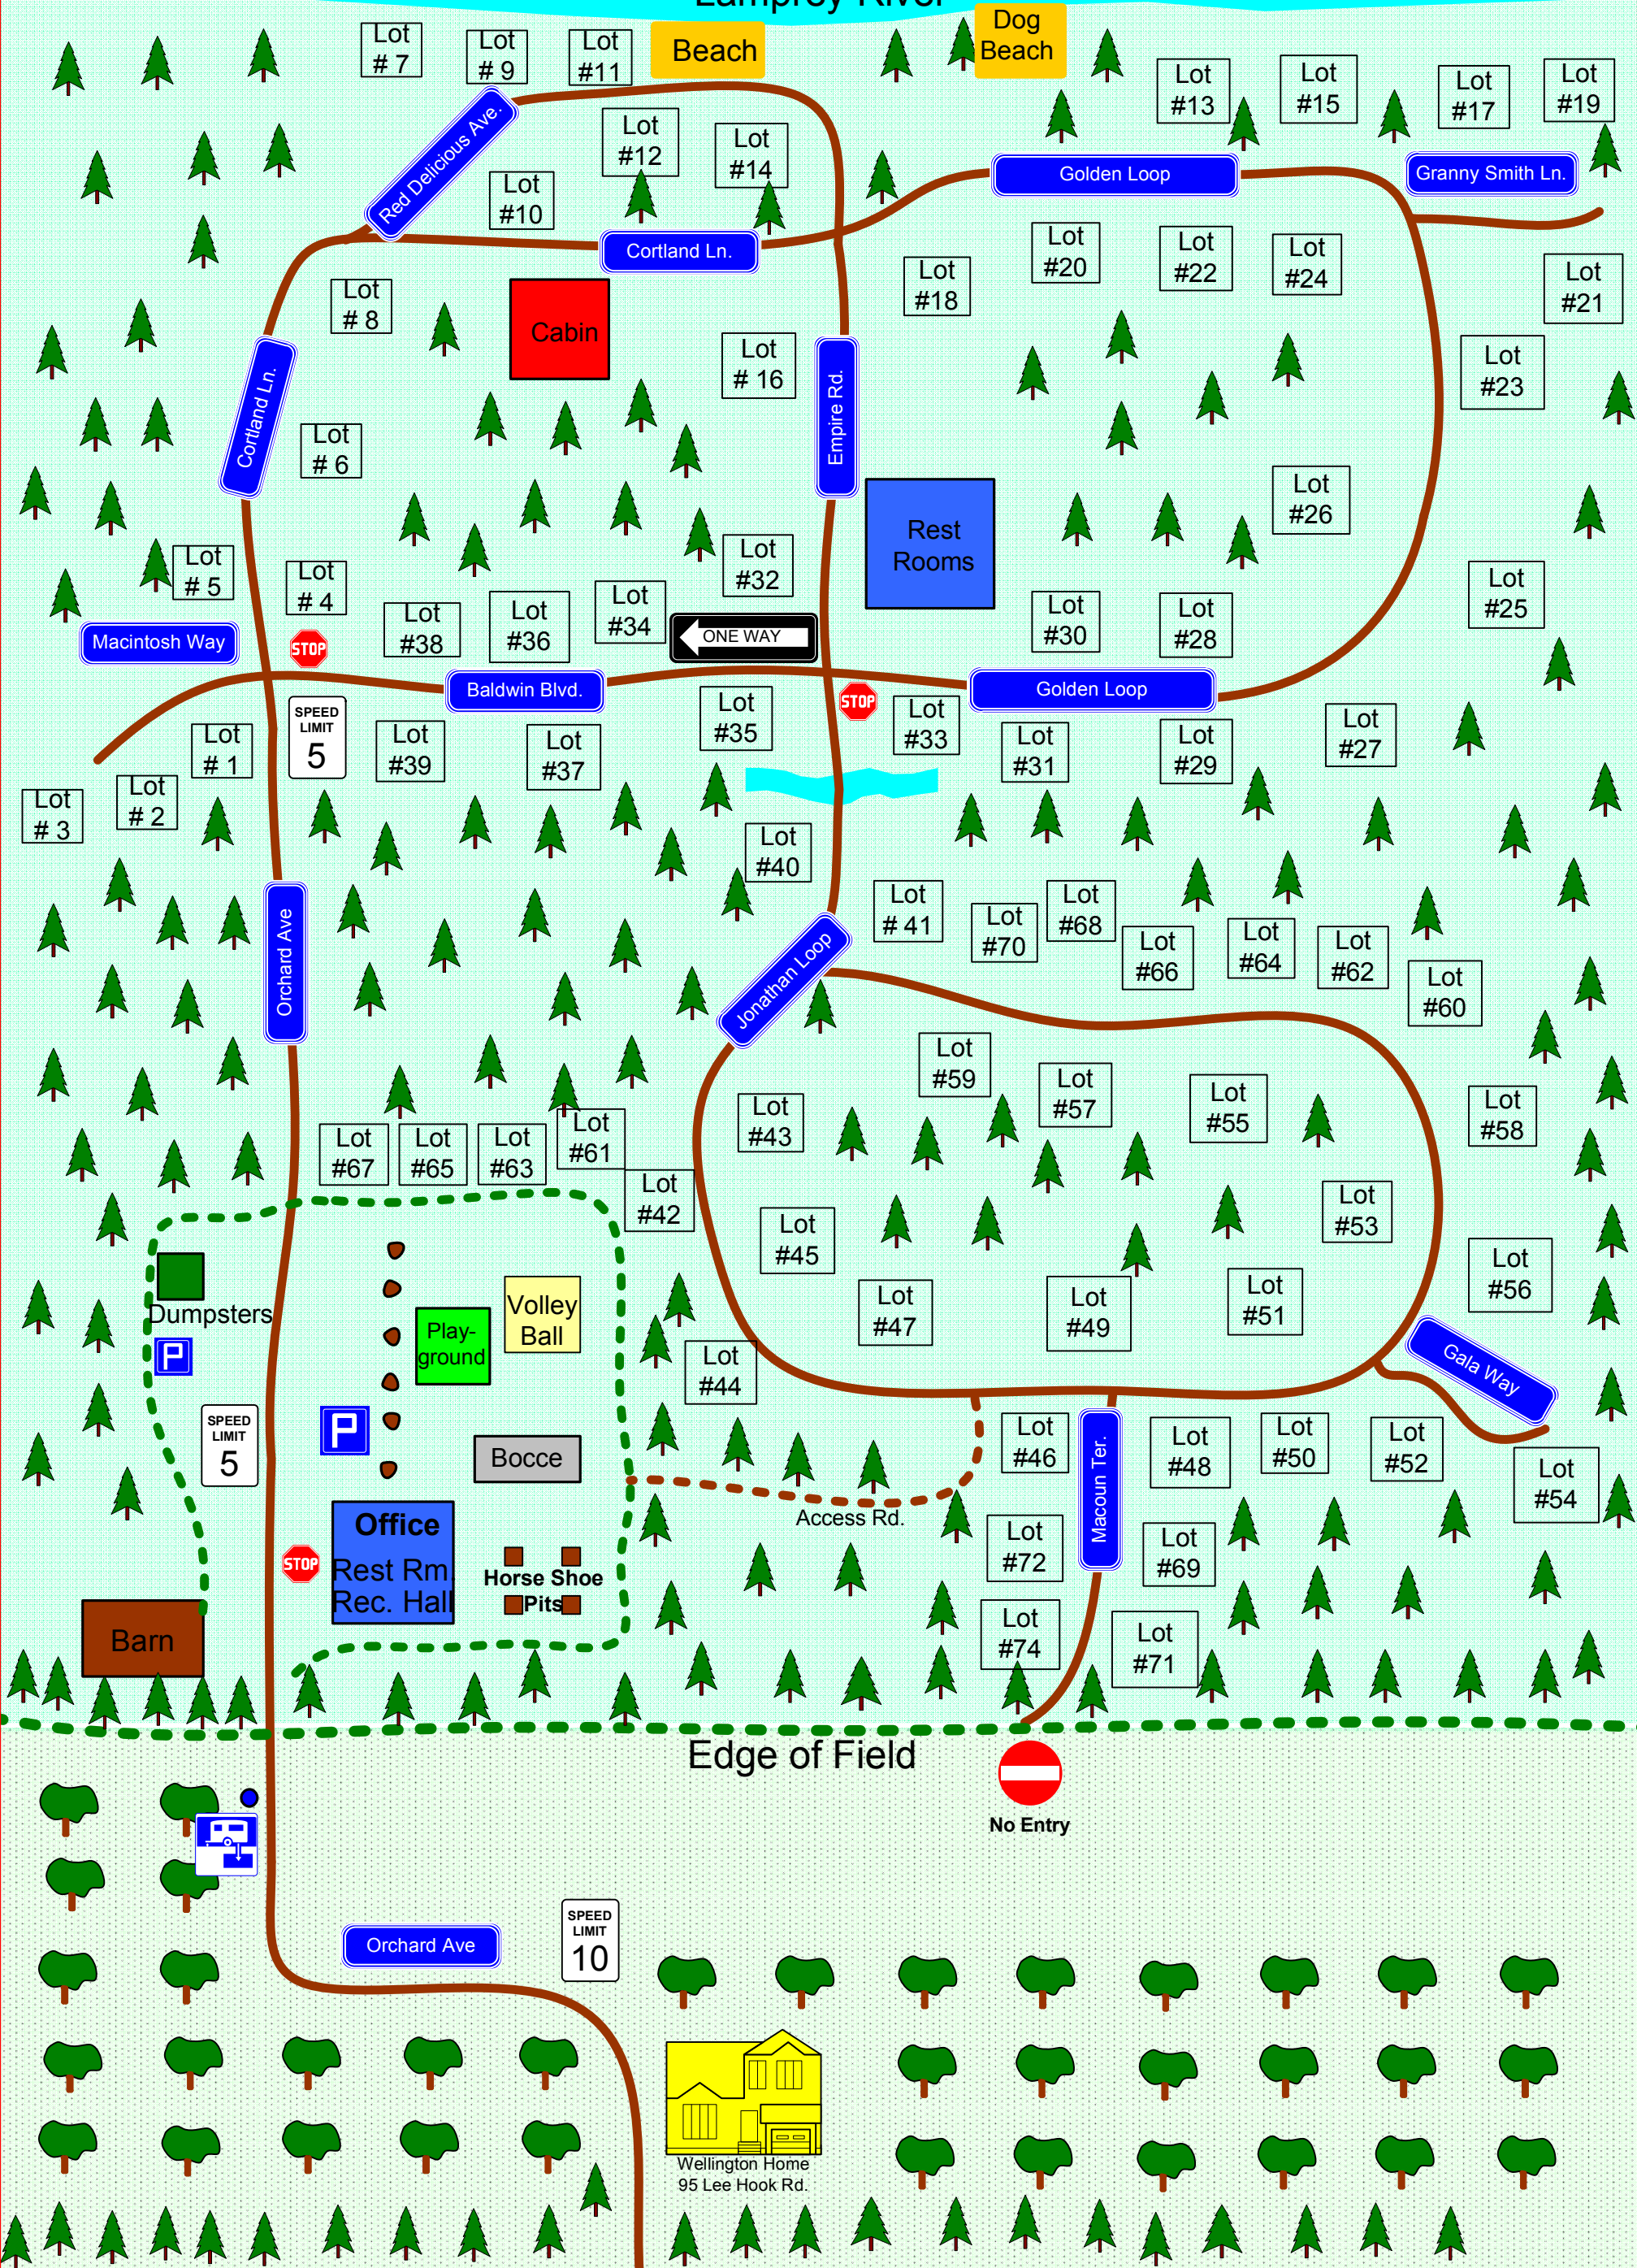 Lamprey River
Lot
# 7
Lot
# 9
Lot
#11
Beach
Dog
Beach
Lot
#13
Lot
#15
Lot
#17
Lot
#19
Red Delicious Ave.
Lot
#12
Lot
#14
Lot
#10
Golden Loop
Granny Smith Ln.
Cortland Ln.
Lot
#20
Lot
#22
Lot
#24
Lot
#18
Lot
#21
Lot
# 8
Cabin
Lot
# 16
Empire Rd.
Lot
#23
Cortland Ln.
Lot
# 6
Lot
#26
Rest
Rooms
Lot
# 5
Lot
# 4
Lot
#32
Lot
#34
Lot
#36
Lot
#38
Lot
#30
Lot
#28
Lot
#25
Macintosh Way
STOP
ONE WAY
Baldwin Blvd.
Golden Loop
STOP
SPEED
LIMIT
5
Lot
# 1
Lot
#39
Lot
#37
Lot
#35
Lot
#33
Lot
#31
Lot
#29
Lot
#27
Lot
# 2
Lot
# 3
Lot
#40
Lot
# 41
Lot
#70
Lot
#68
Lot
#66
Lot
#64
Lot
#62
Lot
#60
Orchard Ave
Jonathan Loop
Lot
#59
Lot
#57
Lot
#55
Lot
#58
Lot
#43
Lot
#67
Lot
#65
Lot
#63
Lot
#61
Lot
#42
Lot
#45
Lot
#53
Lot
#56
Dumpsters
P
Play-
ground
Volley
Ball
Lot
#47
Lot
#49
Lot
#51
Lot
#44
Gala Way
SPEED
LIMIT
5
P
Bocce
Lot
#46
Macoun Ter.
Lot
#48
Lot
#50
Lot
#52
Lot
#54
Access Rd.
Office
Rest Rm.
Rec. Hall
STOP
Horse Shoe
Pits
Lot
#72
Lot
#69
Barn
Lot
#74
Lot
#71
Edge of Field
No Entry
Orchard Ave
SPEED
LIMIT
10
Wellington Home
95 Lee Hook Rd.